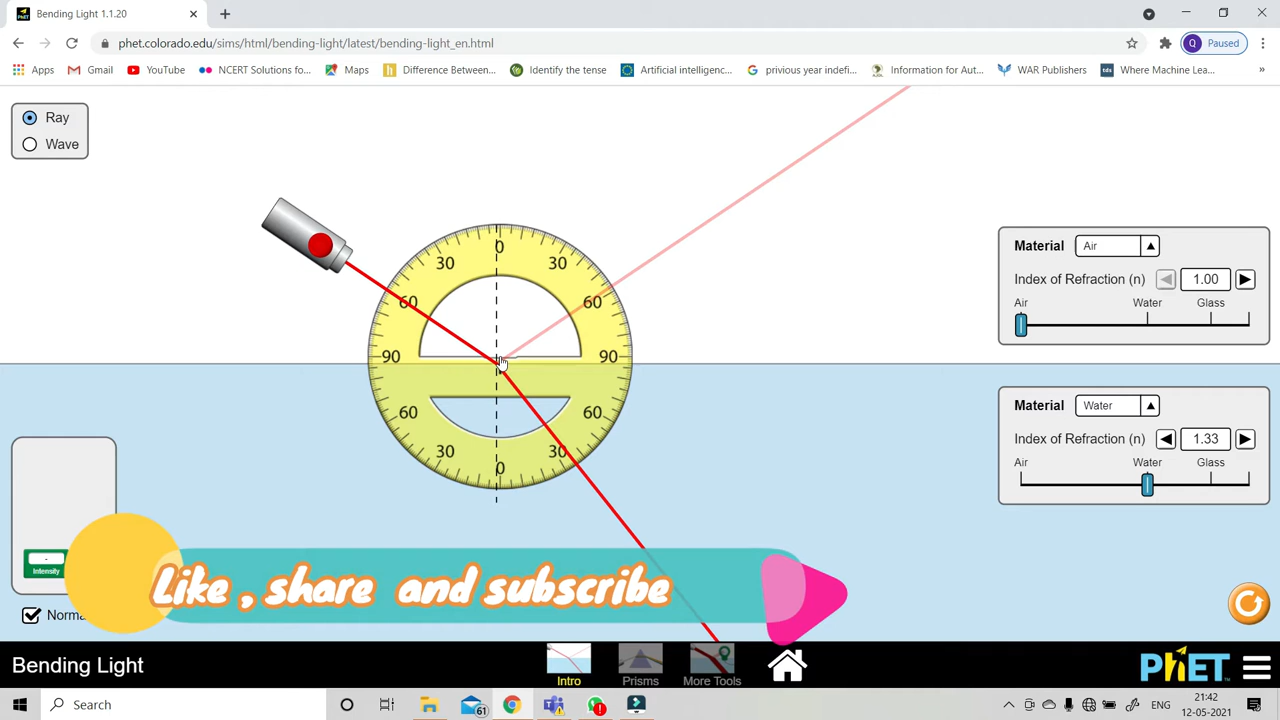 Bending Light 1.1.20
phet.colorado.edu/sims/html/bending-light/latest/bending-light_en.html
Q Paused
Apps Gmail YouTube NCERT Solutions fo... Maps Difference Between... Identify the tense Artificial intelligenc... privious year indefi... Information for Aut... WAR Publishers tds Where Machine Lea... »
Ray
Wave
0
30 30
60 60
90 90
60 60
30 30
0
Material Air
Index of Refraction (n) 1.00
Air Water Glass
Material Water
Index of Refraction (n) 1.33
Air Water Glass
-
Intensity
Norma
Like , share and subscribe
Bending Light
Intro Prisms More Tools
PhET
Search
61
ENG
21:42
12-05-2021